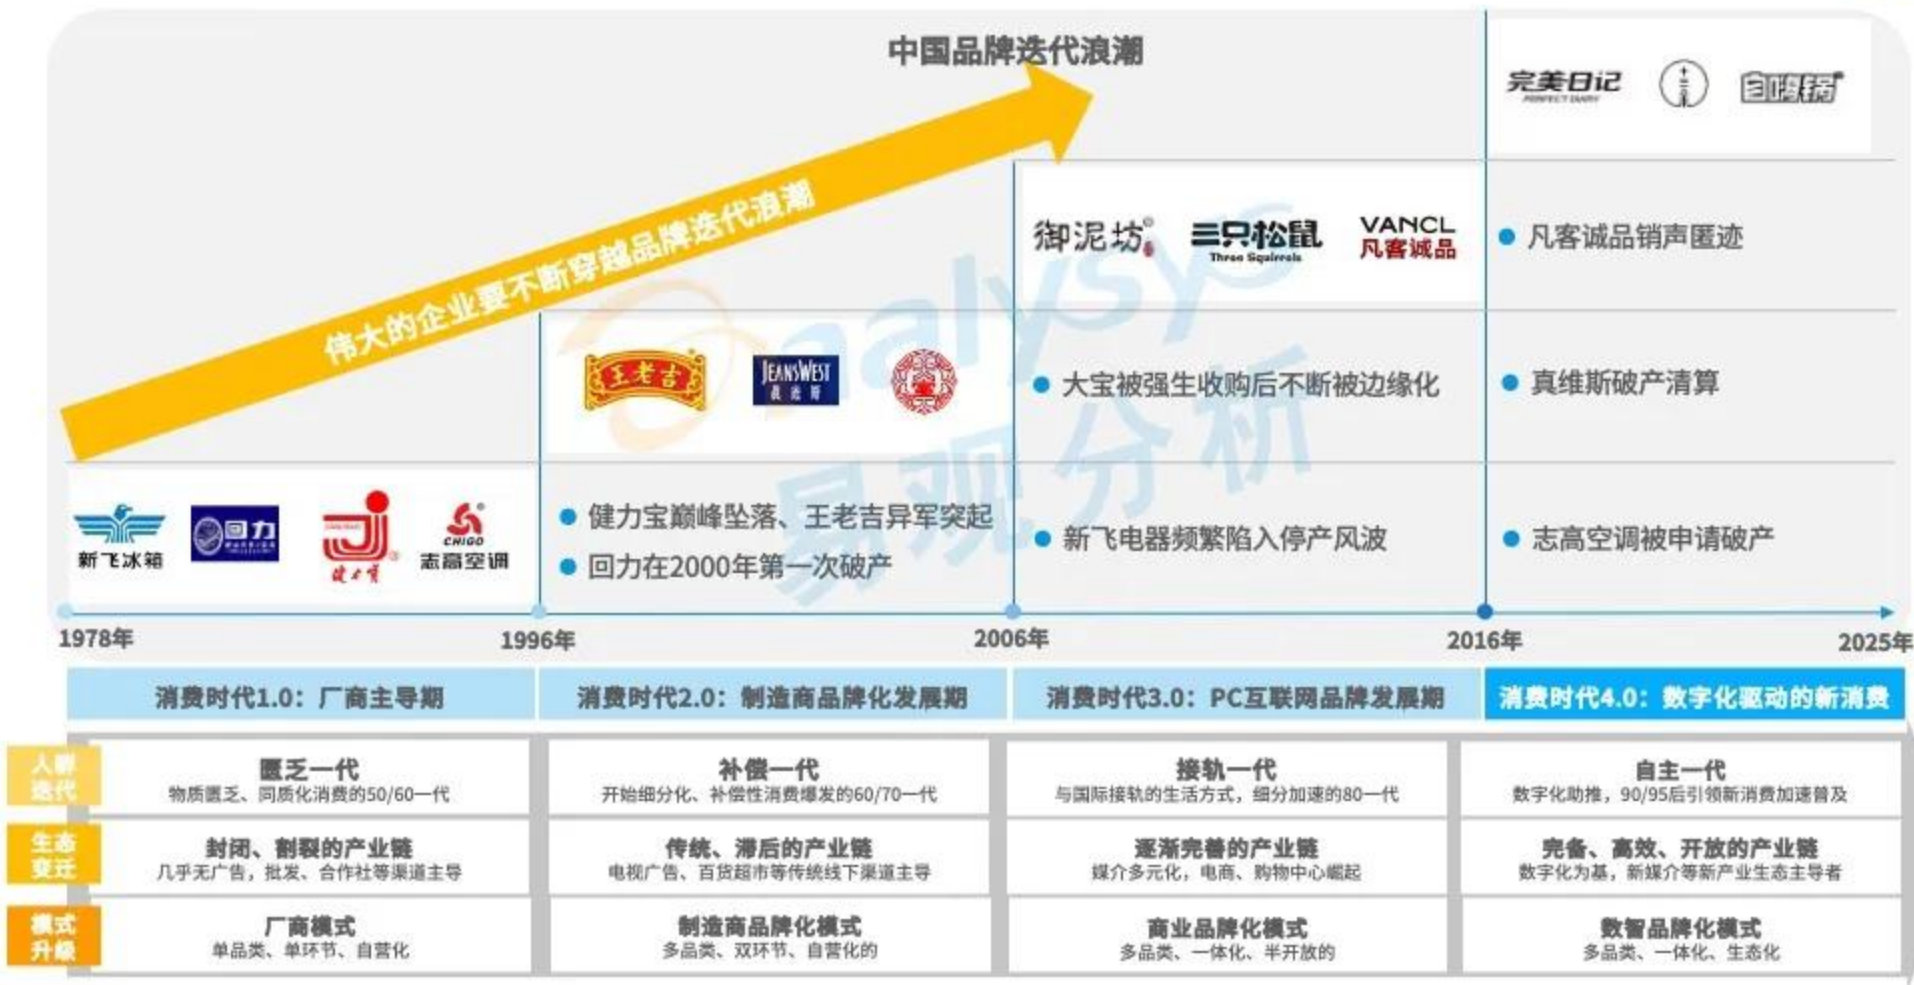 中国品牌迭代浪潮
完美日记
PERFECT DIARY
自嗨锅
伟大的企业要不断穿越品牌迭代浪潮
御泥坊
三只松鼠
Three Squirrels
VANCL
凡客诚品
凡客诚品销声匿迹
王老吉
JEANSWEST
真维斯
大宝被强生收购后不断被边缘化
真维斯破产清算
新飞冰箱
回力
健力宝
CHIGO
志高空调
健力宝巅峰坠落、王老吉异军突起
回力在2000年第一次破产
新飞电器频繁陷入停产风波
志高空调被申请破产
analysys
易观分析
1978年
1996年
2006年
2016年
2025年
消费时代1.0：厂商主导期
消费时代2.0：制造商品牌化发展期
消费时代3.0：PC互联网品牌发展期
消费时代4.0：数字化驱动的新消费
人群
迭代
匮乏一代
物质匮乏、同质化消费的50/60一代
补偿一代
开始细分化、补偿性消费爆发的60/70一代
接轨一代
与国际接轨的生活方式，细分加速的80一代
自主一代
数字化助推，90/95后引领新消费加速普及
生态
变迁
封闭、割裂的产业链
几乎无广告，批发、合作社等渠道主导
传统、滞后的产业链
电视广告、百货超市等传统线下渠道主导
逐渐完善的产业链
媒介多元化，电商、购物中心崛起
完备、高效、开放的产业链
数字化为基，新媒介等新产业生态主导者
模式
升级
厂商模式
单品类、单环节、自营化
制造商品牌化模式
多品类、双环节、自营化的
商业品牌化模式
多品类、一体化、半开放的
数智品牌化模式
多品类、一体化、生态化